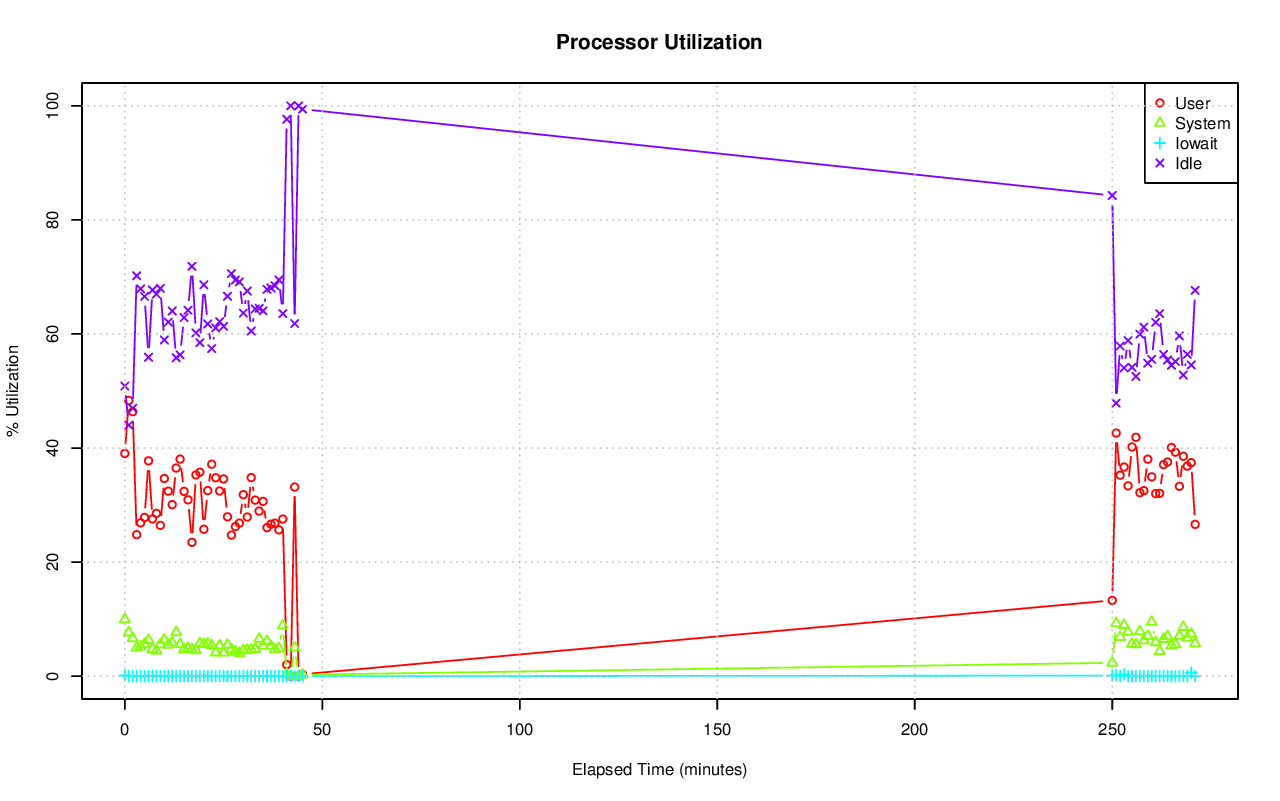 Processor Utilization
User
System
Iowait
Idle
% Utilization
100
80
60
40
20
0
0 50 100 150 200 250
Elapsed Time (minutes)